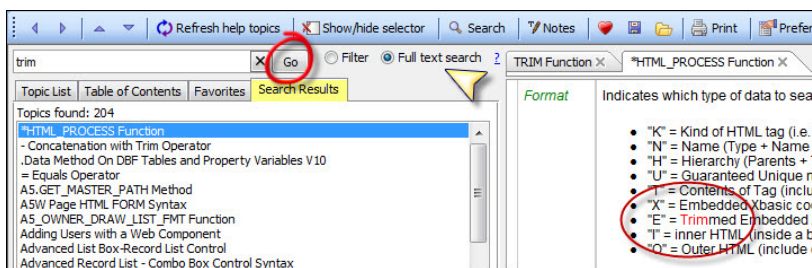 Refresh help topics Show/hide selector Search Notes Print
trim Go Filter Full text search ? TRIM Function *HTML_PROCESS Function
Topic List Table of Contents Favorites Search Results
Format Indicates which type of data to
Topics found: 204
*HTML_PROCESS Function
- Concatenation with Trim Operator
.Data Method On DBF Tables and Property Variables V10
= Equals Operator
A5.GET_MASTER_PATH Method
A5W Page HTML FORM Syntax
A5_OWNER_DRAW_LIST_FMT Function
Adding Users with a Web Component
Advanced List Box-Record List Control
Advanced Record List - Combo Box Control Syntax
• "K" = Kind of HTML tag (i.e.
• "N" = Name (Type + Name
• "H" = Hierarchy (Parents +
• "U" = Guaranteed Unique
• "T" = Contents of Tag
• "X" = Embedded Xbasic
• "E" = Trimmed Embedded
• "I" = inner HTML (inside a
• "O" = Outer HTML (include